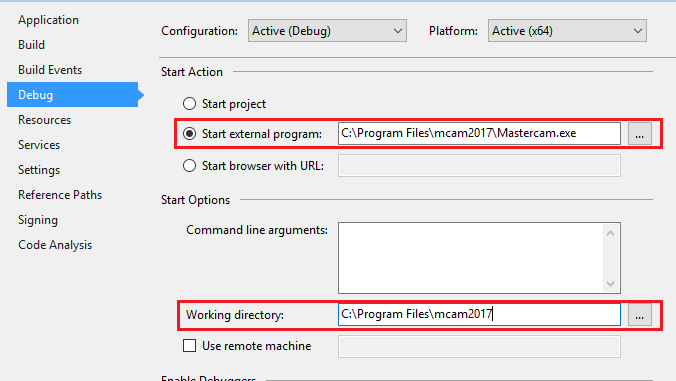 Application
Build
Build Events
Debug
Resources
Services
Settings
Reference Paths
Signing
Code Analysis
Configuration: Active (Debug) Platform: Active (x64)
Start Action
Start project
Start external program: C:\Program Files\mcam2017\Mastercam.exe ...
Start browser with URL:
Start Options
Command line arguments:
Working directory: C:\Program Files\mcam2017 ...
Use remote machine
Enable Debuggers